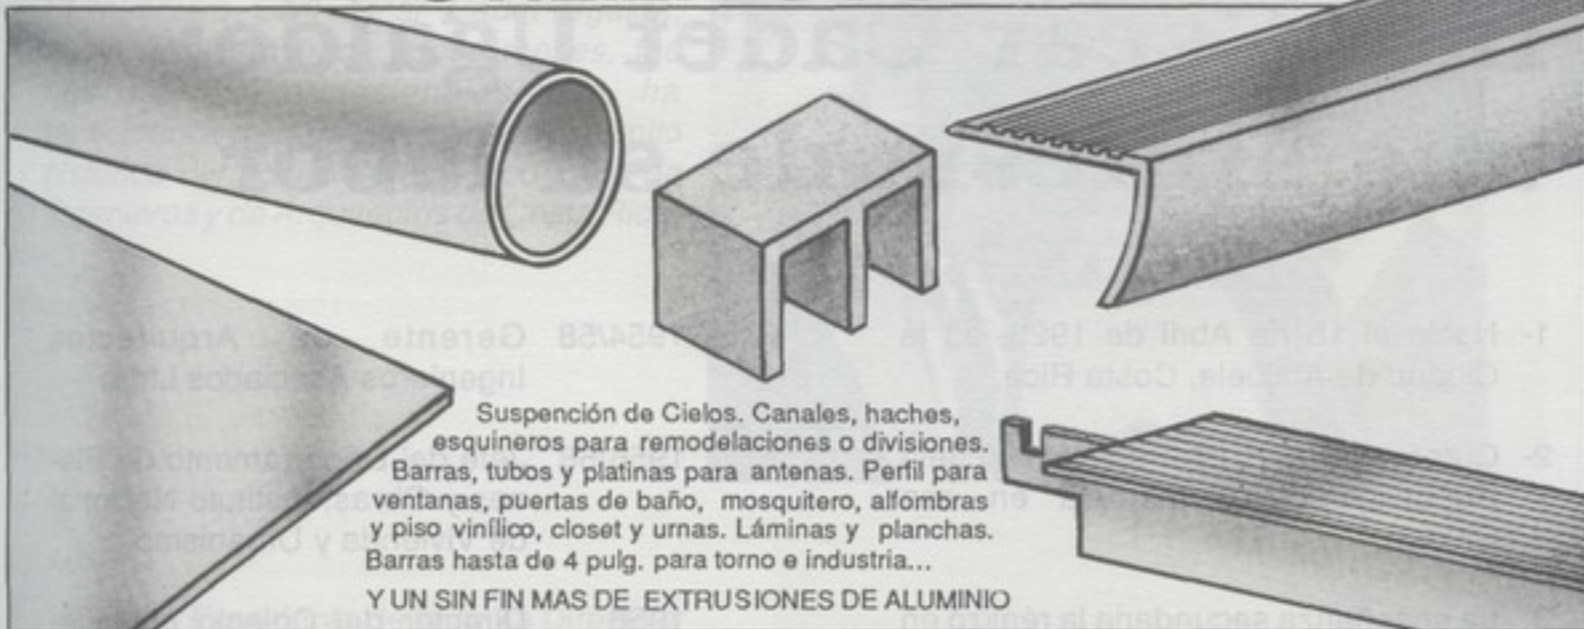 Suspención de Cielos. Canales, haches,
esquineros para remodelaciones o divisiones.
Barras, tubos y platinas para antenas. Perfil para
ventanas, puertas de baño, mosquitero, alfombras
y piso vinílico, closet y urnas. Láminas y planchas.
Barras hasta de 4 pulg. para torno e industria...
Y UN SIN FIN MAS DE EXTRUSIONES DE ALUMINIO